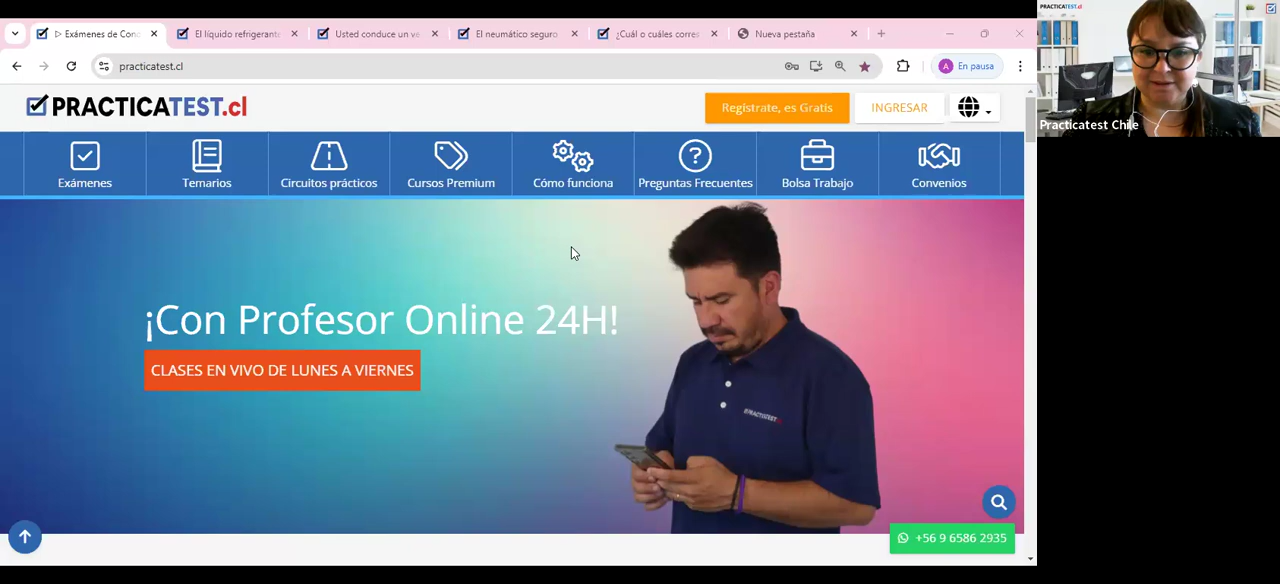 ▷ Exámenes de Con
El líquido refrigerant
Usted conduce un ve
El neumático seguro
¿Cuál o cuáles corres
Nueva pestaña
practicatest.cl
A
En pausa
PRACTICATEST.cl
Regístrate, es Gratis
INGRESAR
Exámenes
Temarios
Circuitos prácticos
Cursos Premium
Cómo funciona
Preguntas Frecuentes
Bolsa Trabajo
Convenios
¡Con Profesor Online 24H!
CLASES EN VIVO DE LUNES A VIERNES
PRACTICATEST
+56 9 6586 2935
PRACTICATEST.cl
Practicatest Chile